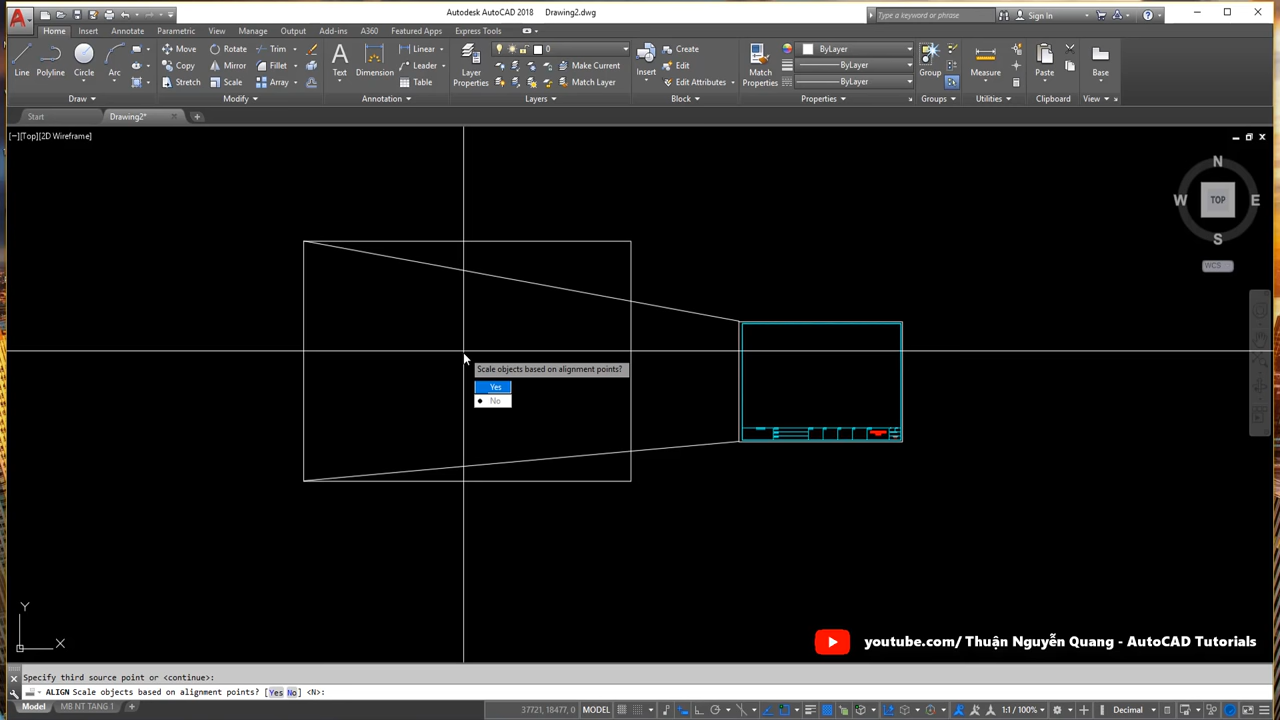 Autodesk AutoCAD 2018 Drawing2.dwg
Type a keyword or phrase
Sign In
Home Insert Annotate Parametric View Manage Output Add-ins A360 Featured Apps Express Tools
Line Polyline Circle Arc
Draw
Move Rotate Trim
Copy Mirror Fillet
Stretch Scale Array
Modify
Text Dimension
Linear
Leader
Table
Annotation
Layer Properties
0
Make Current
Match Layer
Layers
Insert
Create
Edit
Edit Attributes
Block
Match Properties
ByLayer
ByLayer
ByLayer
Properties
Group
Groups
Measure
Utilities
Paste
Clipboard
Base
View
Start Drawing2*
[−][Top][2D Wireframe]
N
W TOP E
S
WCS
Scale objects based on alignment points?
Yes
No
Y
X
youtube.com/ Thuận Nguyễn Quang - AutoCAD Tutorials
Specify third source point or <continue>:
ALIGN Scale objects based on alignment points? [Yes No] <N>:
Model MB NT TANG 1
37721, 18477, 0 MODEL
1:1 / 100%
Decimal